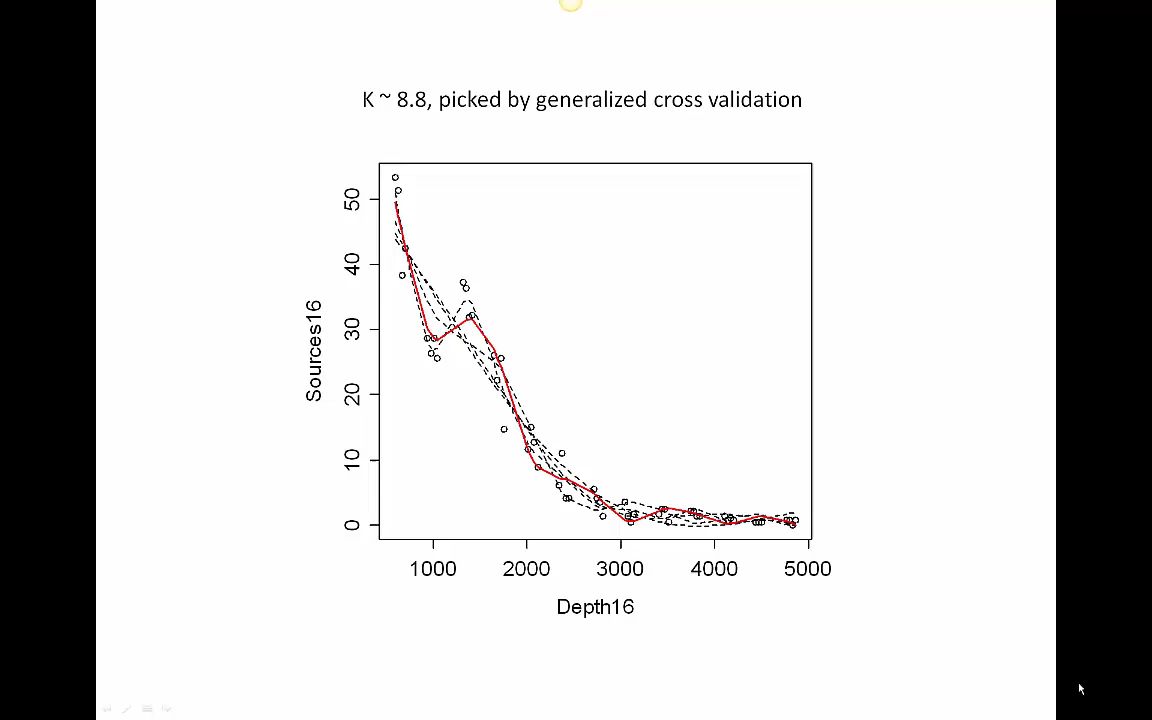 K ~ 8.8, picked by generalized cross validation
50
40
30
20
10
0
Sources16
1000 2000 3000 4000 5000
Depth16